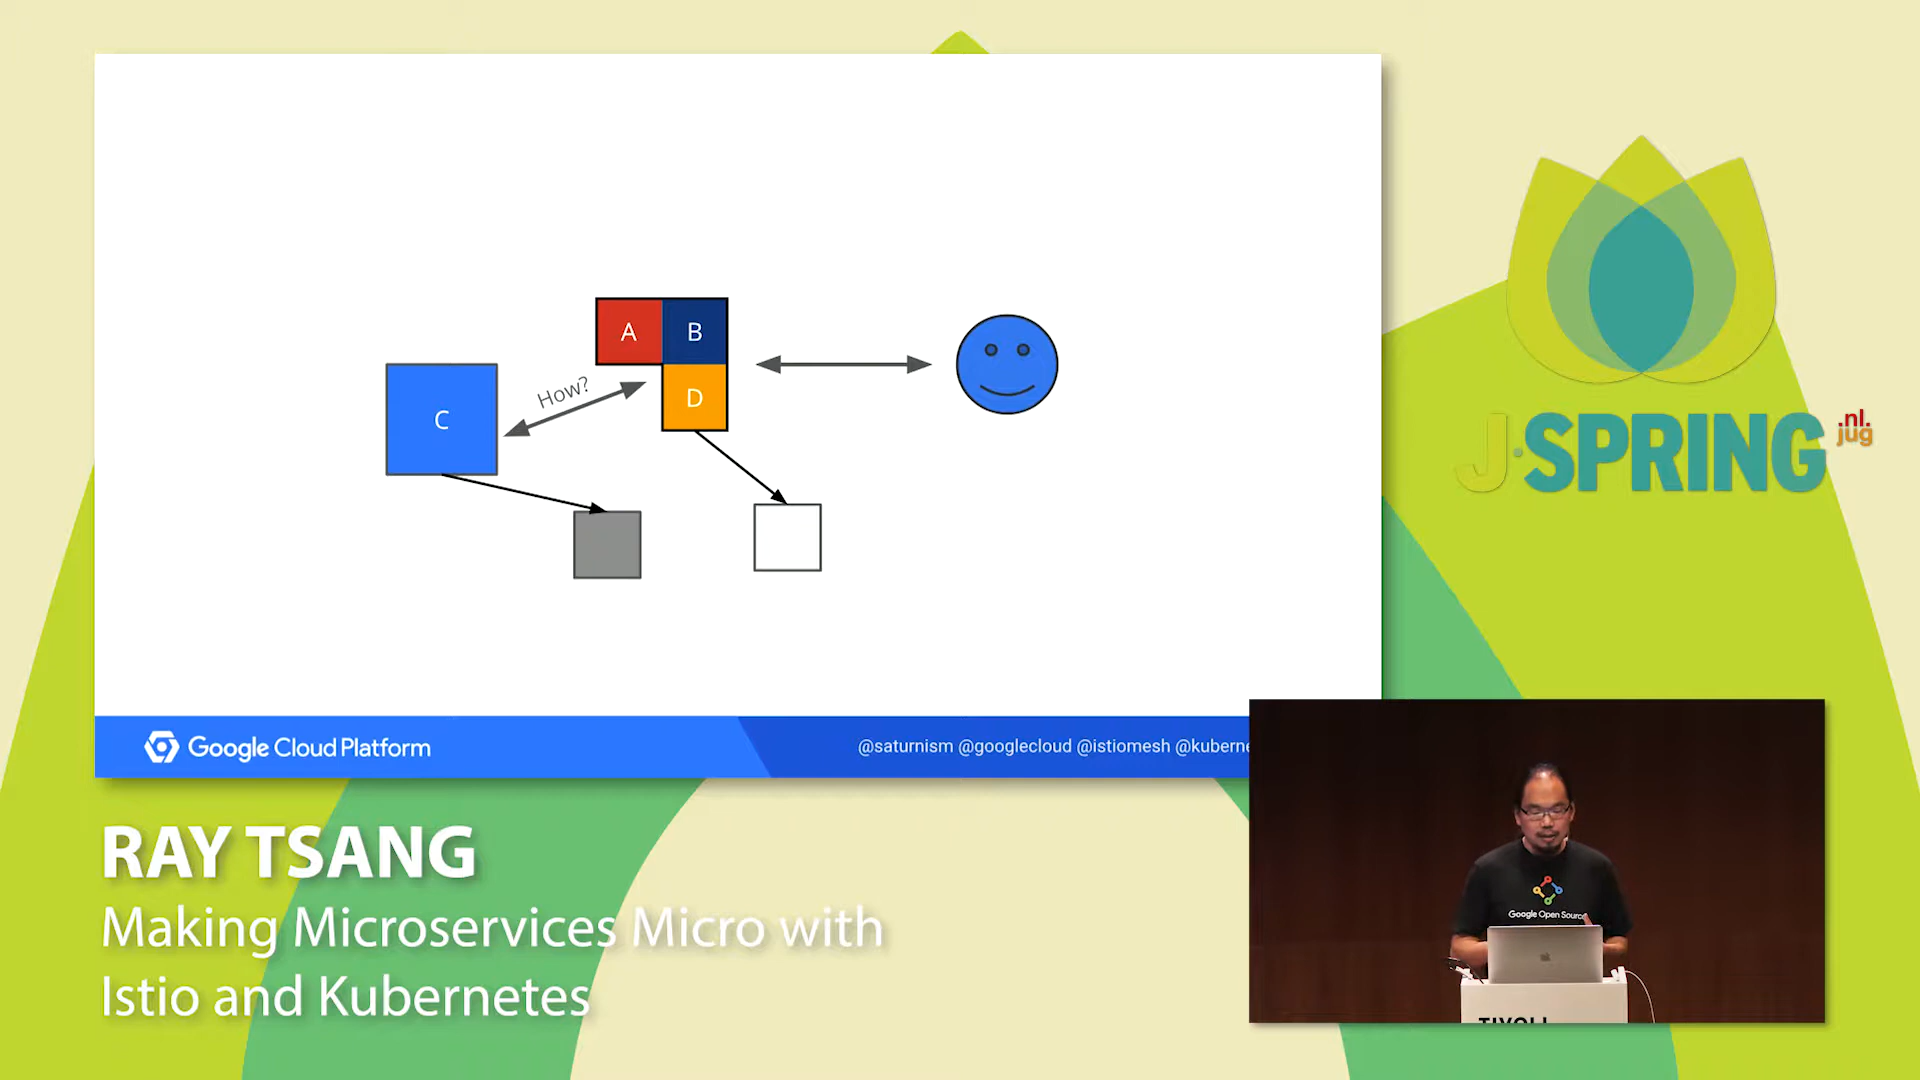 A B
How?
C
D
Google Cloud Platform
@saturnism @googlecloud @istiomesh @kuberne
J·SPRING
.nl.
jug
RAY TSANG
Making Microservices Micro with
Istio and Kubernetes
Google Open Source
TIVOLI